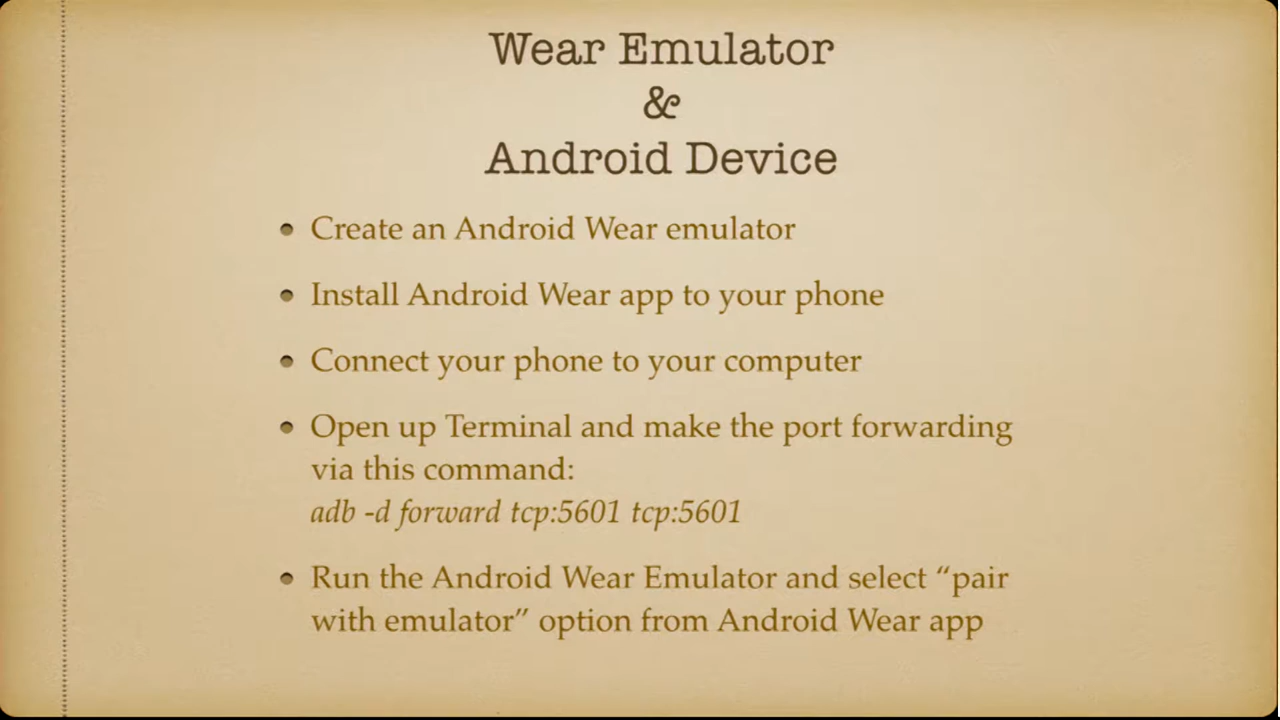 Wear Emulator
&
Android Device
• Create an Android Wear emulator
• Install Android Wear app to your phone
• Connect your phone to your computer
• Open up Terminal and make the port forwarding
via this command:
adb -d forward tcp:5601 tcp:5601
• Run the Android Wear Emulator and select “pair
with emulator” option from Android Wear app